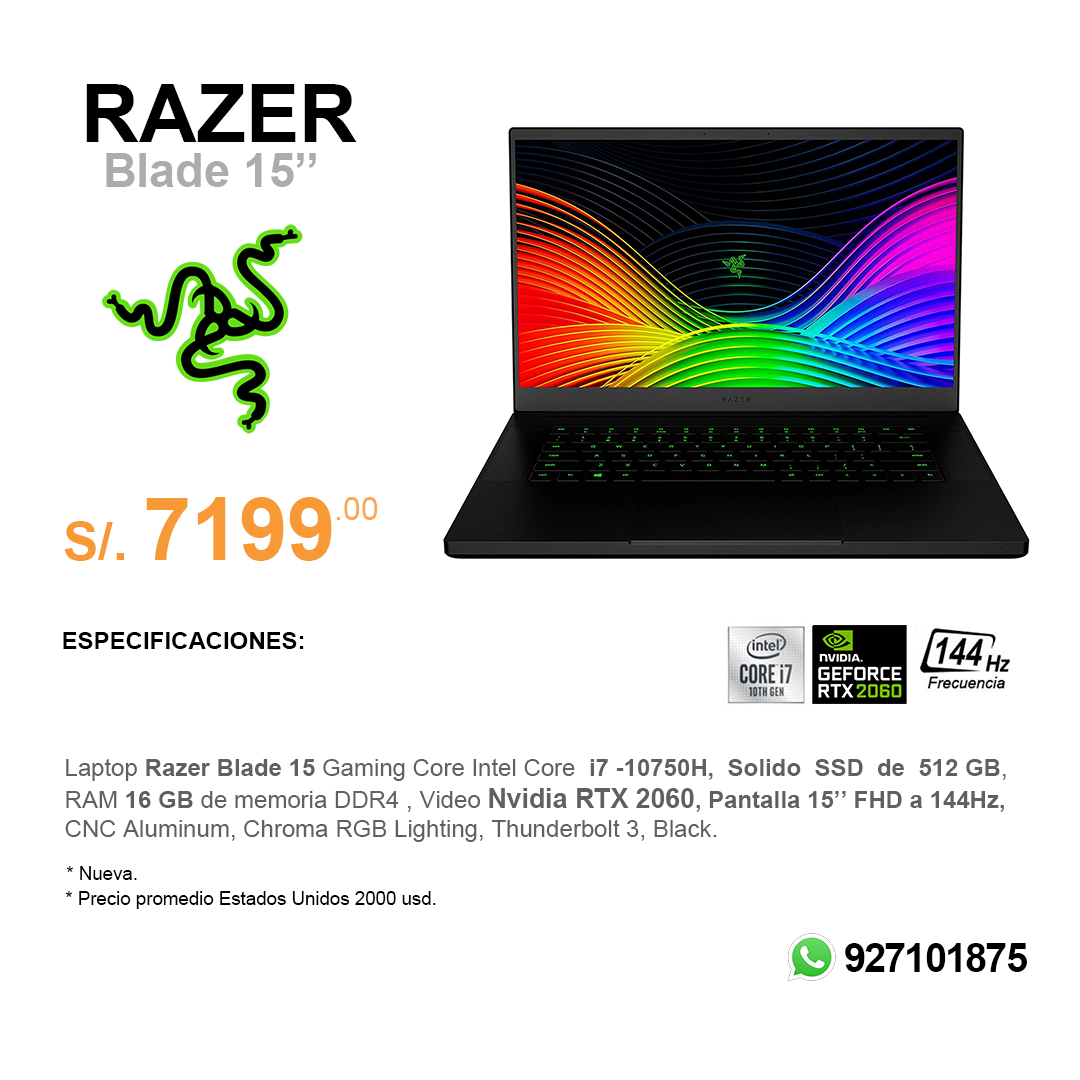 RAZER
Blade 15’’
RAZER
S/. 7199.00
ESPECIFICACIONES:
intel
CORE i7
10TH GEN
NVIDIA.
GEFORCE
RTX 2060
144 Hz
Frecuencia
Laptop Razer Blade 15 Gaming Core Intel Core i7 -10750H, Solido SSD de 512 GB,
RAM 16 GB de memoria DDR4 , Video Nvidia RTX 2060, Pantalla 15’’ FHD a 144Hz,
CNC Aluminum, Chroma RGB Lighting, Thunderbolt 3, Black.
* Nueva.
* Precio promedio Estados Unidos 2000 usd.
927101875